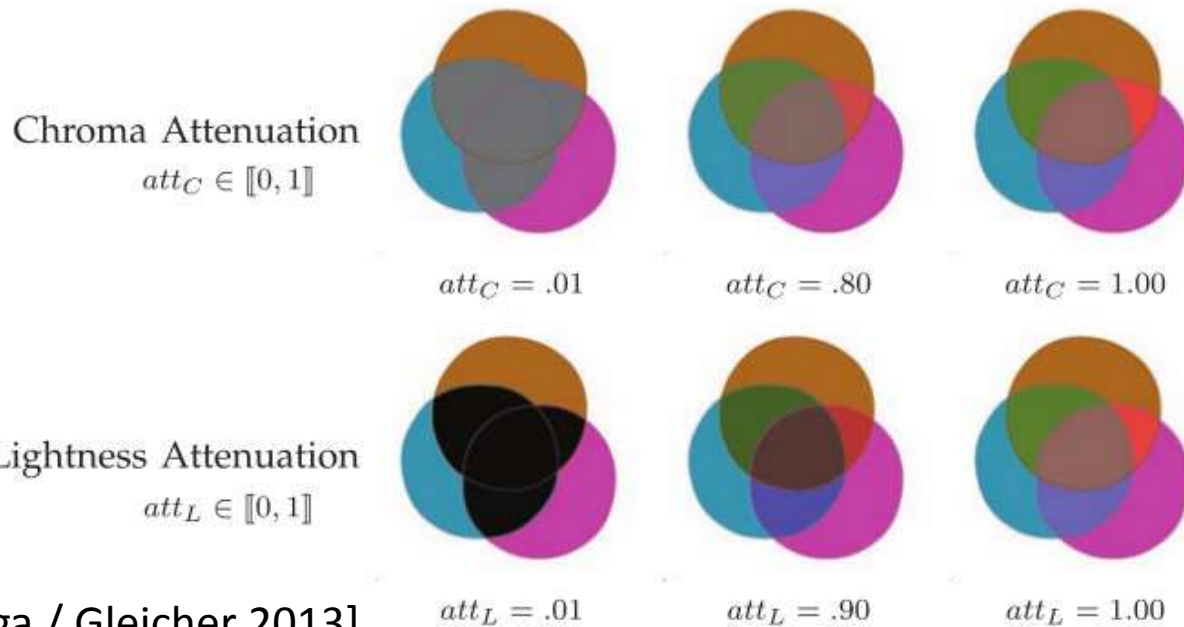 Chroma Attenuation
att_C ∈ ⟦0, 1⟧
att_C = .01
att_C = .80
att_C = 1.00
Lightness Attenuation
att_L ∈ ⟦0, 1⟧
att_L = .01
att_L = .90
att_L = 1.00
/ Gleicher 2013]